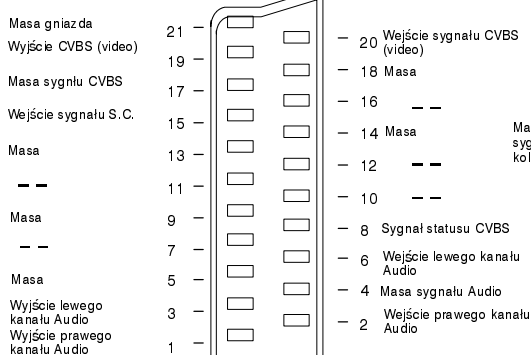 Masa gniazda
21
Wyjście CVBS (video)
19
Masa sygnłu CVBS
17
Wejście sygnału S.C.
15
Masa
13
— —
11
Masa
9
— —
7
Masa
5
Wyjście lewego
kanału Audio
3
Wyjście prawego
kanału Audio
1
20 Wejście sygnału CVBS
(video)
18 Masa
16 — —
14 Masa
12 — —
10 — —
8 Sygnał statusu CVBS
6 Wejście lewego kanału
Audio
4 Masa sygnału Audio
2 Wejście prawego kanału
Audio
Ma
syg
kol